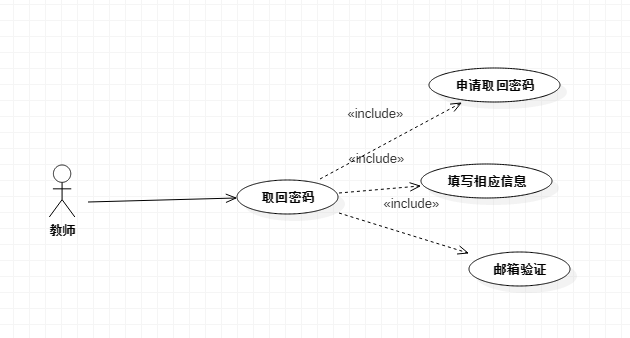 申请取回密码
«include»
«include»
填写相应信息
取回密码
«include»
教师
邮箱验证